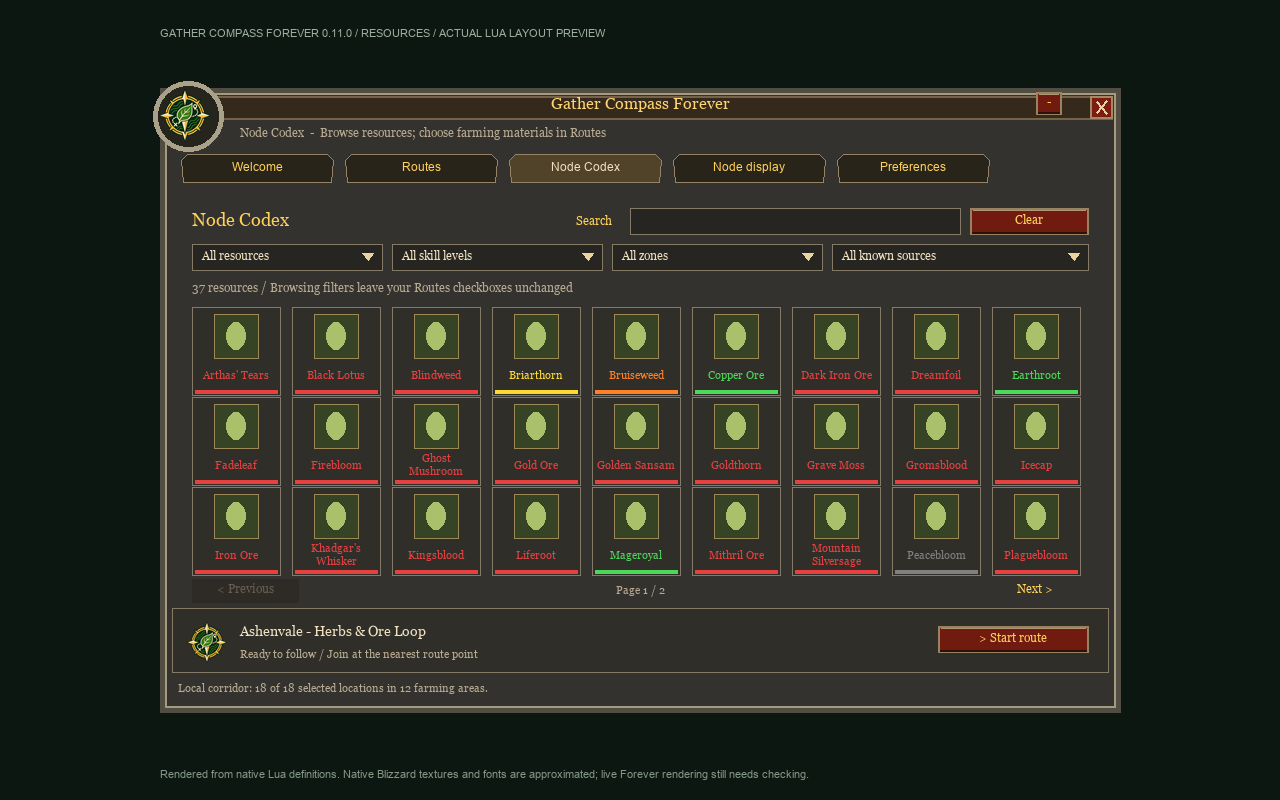 GATHER COMPASS FOREVER 0.11.0 / RESOURCES / ACTUAL LUA LAYOUT PREVIEW
Gather Compass Forever
-
X
Node Codex - Browse resources; choose farming materials in Routes
Welcome
Routes
Node Codex
Node display
Preferences
Node Codex
Search
Clear
All resources
All skill levels
All zones
All known sources
37 resources / Browsing filters leave your Routes checkboxes unchanged
Arthas' Tears
Black Lotus
Blindweed
Briarthorn
Bruiseweed
Copper Ore
Dark Iron Ore
Dreamfoil
Earthroot
Fadeleaf
Firebloom
Ghost
Mushroom
Gold Ore
Golden Sansam
Goldthorn
Grave Moss
Gromsblood
Icecap
Iron Ore
Khadgar's
Whisker
Kingsblood
Liferoot
Mageroyal
Mithril Ore
Mountain
Silversage
Peacebloom
Plaguebloom
< Previous
Page 1 / 2
Next >
Ashenvale - Herbs & Ore Loop
Ready to follow / Join at the nearest route point
> Start route
Local corridor: 18 of 18 selected locations in 12 farming areas.
Rendered from native Lua definitions. Native Blizzard textures and fonts are approximated; live Forever rendering still needs checking.